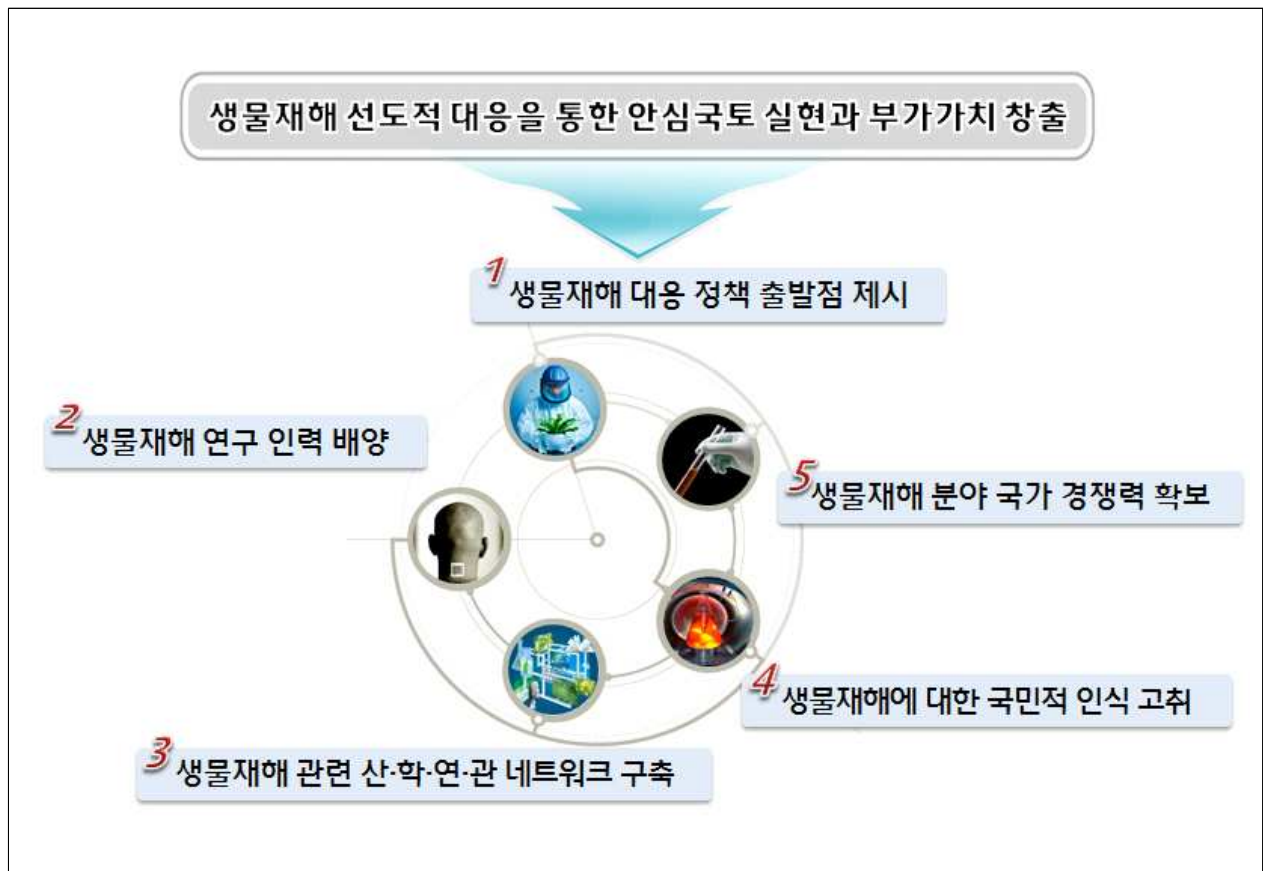 생물재해 선도적 대응을 통한 안심국토 실현과 부가가치 창출
1 생물재해 대응 정책 출발점 제시
2 생물재해 연구 인력 배양
3 생물재해 관련 산·학·연·관 네트워크 구축
4 생물재해에 대한 국민적 인식 고취
5 생물재해 분야 국가 경쟁력 확보